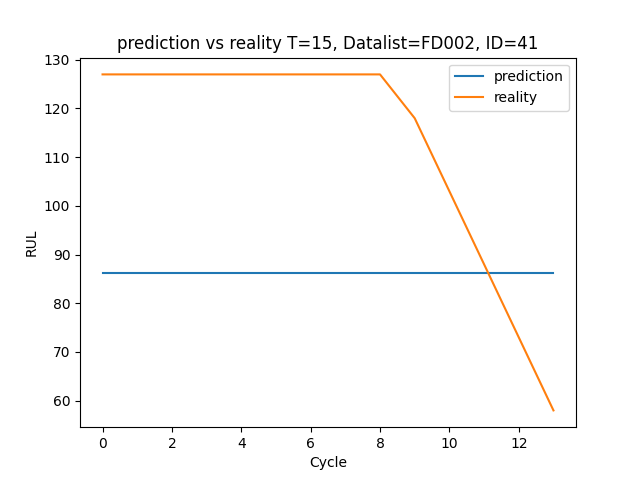 prediction vs reality T=15, Datalist=FD002, ID=41
prediction
reality
130
120
110
100
90
80
70
60
RUL
0 2 4 6 8 10 12
Cycle